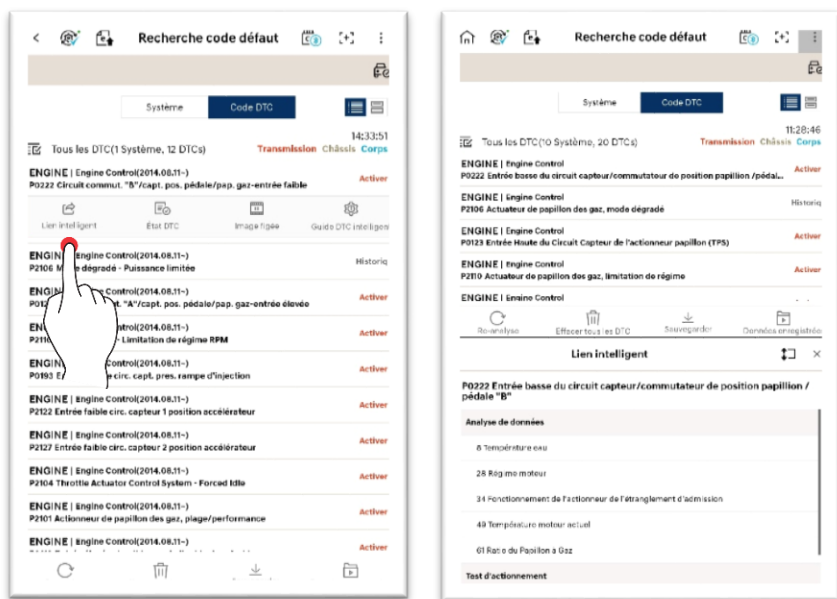 Recherche code défaut
Système
Code DTC
14:33:51
Tous les DTC(1 Système, 12 DTCs)
Transmission Châssis Corps
ENGINE | Engine Control(2014.08.11~)
P0222 Circuit commut. "B"/capt. pos. pédale/pap. gaz-entrée faible
Activer
Lien intelligent
État DTC
Image figée
Guide DTC intelligen
Engine Control(2014.08.11~)
P2106 dégradé - Puissance limitée
Historiq
ntrol(2014.08.11~)
"A"/capt. pos. pédale/pap. gaz-entrée élevée
Activer
ntrol(2014.08.11~)
- Limitation de régime RPM
Activer
ntrol(2014.08.11~)
P0193 circ. capt. pres. rampe d'injection
Activer
ENGINE | Engine Control(2014.08.11~)
P2122 Entrée faible circ. capteur 1 position accélérateur
Activer
ENGINE | Engine Control(2014.08.11~)
P2127 Entrée faible circ. capteur 2 position accélérateur
Activer
ENGINE | Engine Control(2014.08.11~)
P2104 Throttle Actuator Control System - Forced Idle
Activer
ENGINE | Engine Control(2014.08.11~)
P2101 Actionneur de papillon des gaz, plage/performance
Activer
ENGINE | Engine Control(2014.08.11~)
Activer
Recherche code défaut
Système
Code DTC
11:28:46
Tous les DTC(10 Système, 20 DTCs)
Transmission Châssis Corps
ENGINE | Engine Control
P0222 Entrée basse du circuit capteur/commutateur de position papillion /pédal...
Activer
ENGINE | Engine Control
P2106 Actuateur de papillon des gaz, mode dégradé
Historiq
ENGINE | Engine Control
P0123 Entrée Haute du Circuit Capteur de l'actionneur papillon (TPS)
Activer
ENGINE | Engine Control
P2110 Actuateur de papillon des gaz, limitation de régime
Activer
ENGINE | Engine Control
Ré-analyse
Effacer tous les DTC
Sauvegarder
Données enregistrée
Lien intelligent
P0222 Entrée basse du circuit capteur/commutateur de position papillion /
pédale "B"
Analyse de données
8 Température eau
28 Régime moteur
34 Fonctionnement de l'actionneur de l'étranglement d'admission
49 Température moteur actuel
61 Ratio du Papillon à Gaz
Test d'actionnement